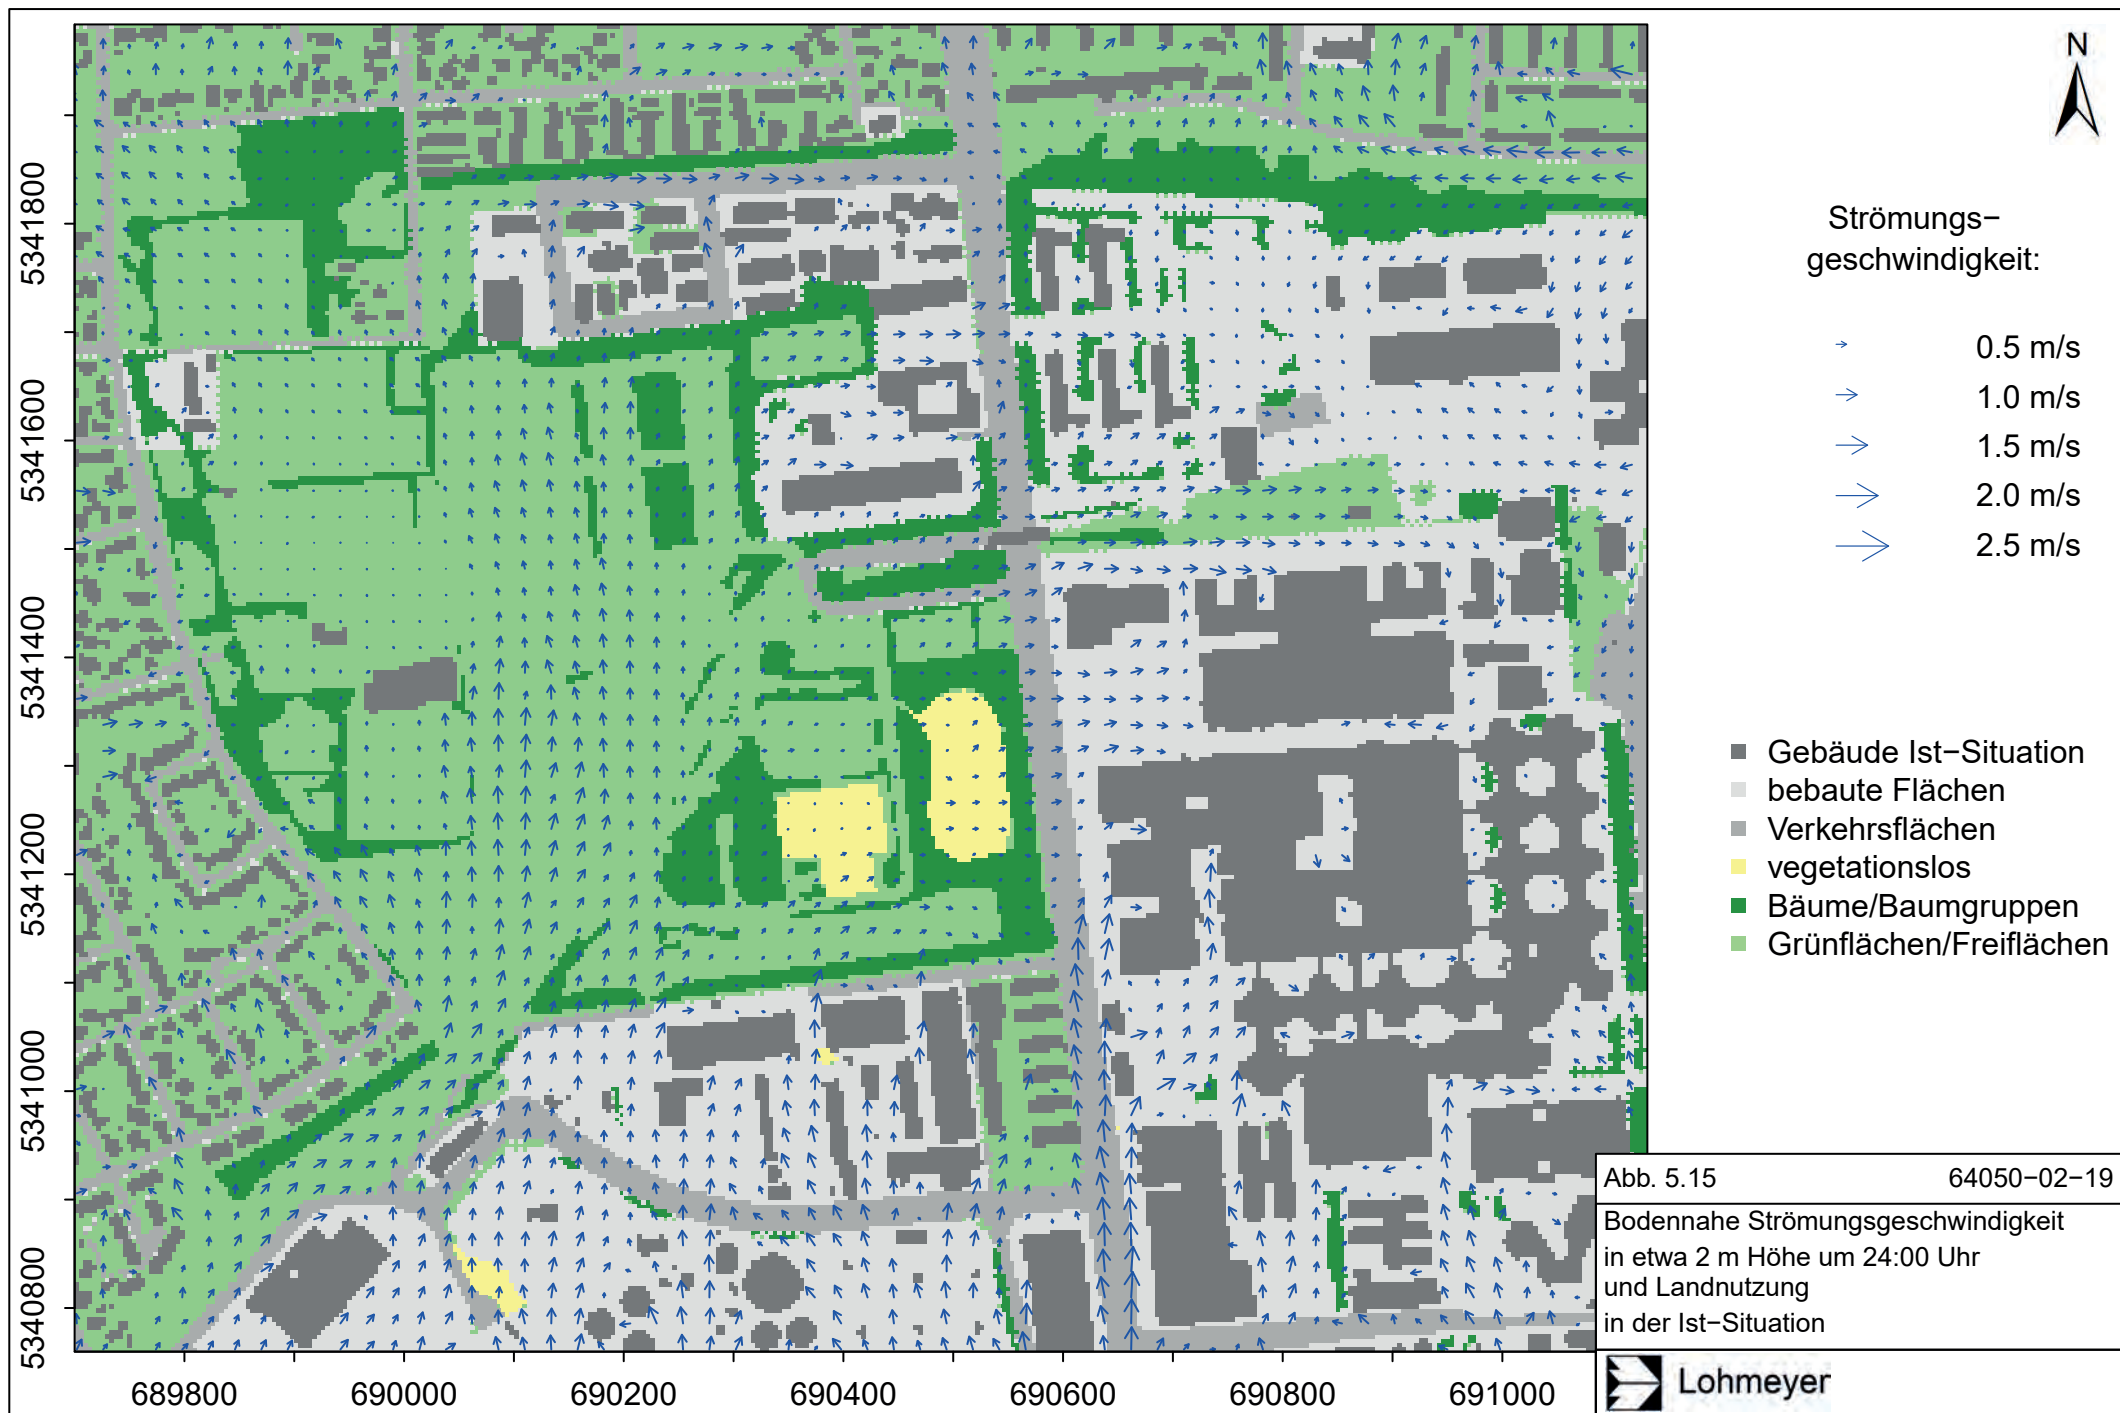 N
Strömungs−
geschwindigkeit:
0.5 m/s
1.0 m/s
1.5 m/s
2.0 m/s
2.5 m/s
Gebäude Ist−Situation
bebaute Flächen
Verkehrsflächen
vegetationslos
Bäume/Baumgruppen
Grünflächen/Freiflächen
5341800
5341600
5341400
5341200
5341000
5340800
689800 690000 690200 690400 690600 690800 691000
Abb. 5.15 64050−02−19
Bodennahe Strömungsgeschwindigkeit
in etwa 2 m Höhe um 24:00 Uhr
und Landnutzung
in der Ist−Situation
Lohmeyer